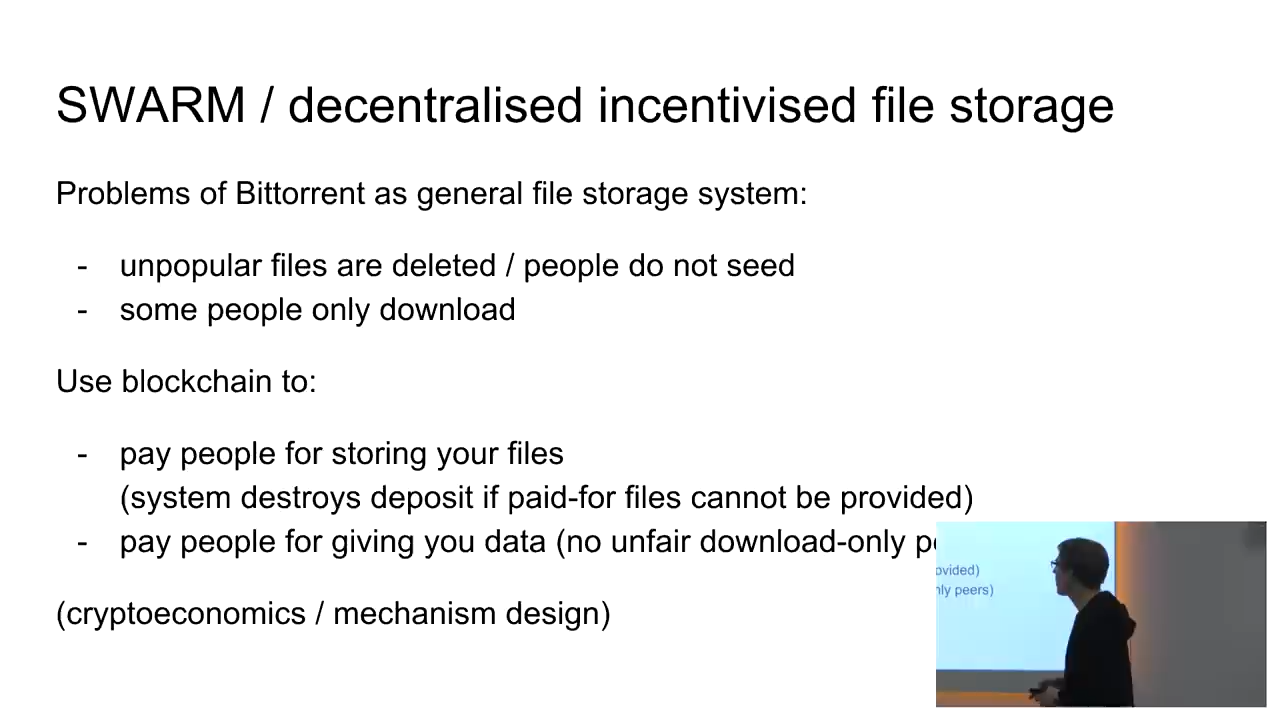 SWARM / decentralised incentivised file storage
Problems of Bittorrent as general file storage system:
- unpopular files are deleted / people do not seed
- some people only download
Use blockchain to:
- pay people for storing your files
(system destroys deposit if paid-for files cannot be provided)
- pay people for giving you data (no unfair download-only
(cryptoeconomics / mechanism design)
ovided)
nly peers)